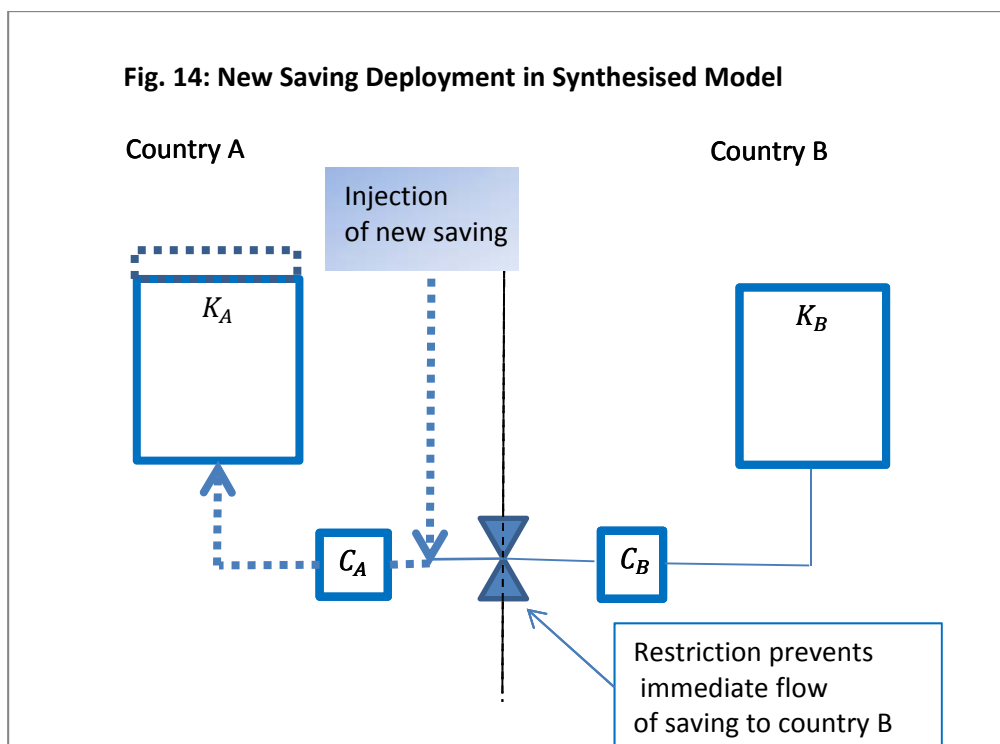 Fig. 14: New Saving Deployment in Synthesised Model
Country A
Country B
Injection
of new saving
K_A
K_B
C_A
C_B
Restriction prevents
immediate flow
of saving to country B